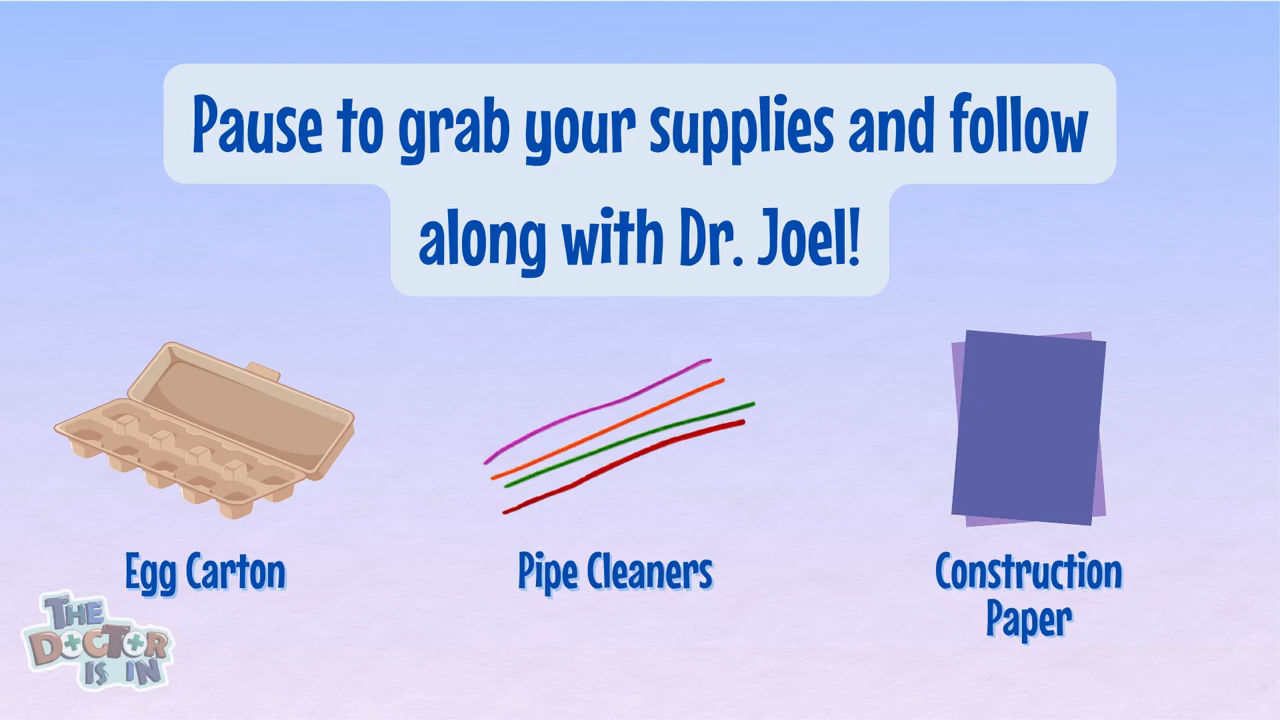 Pause to grab your supplies and follow
along with Dr. Joel!
Egg Carton
Pipe Cleaners
Construction
Paper
THE
DOCTOR
IS IN